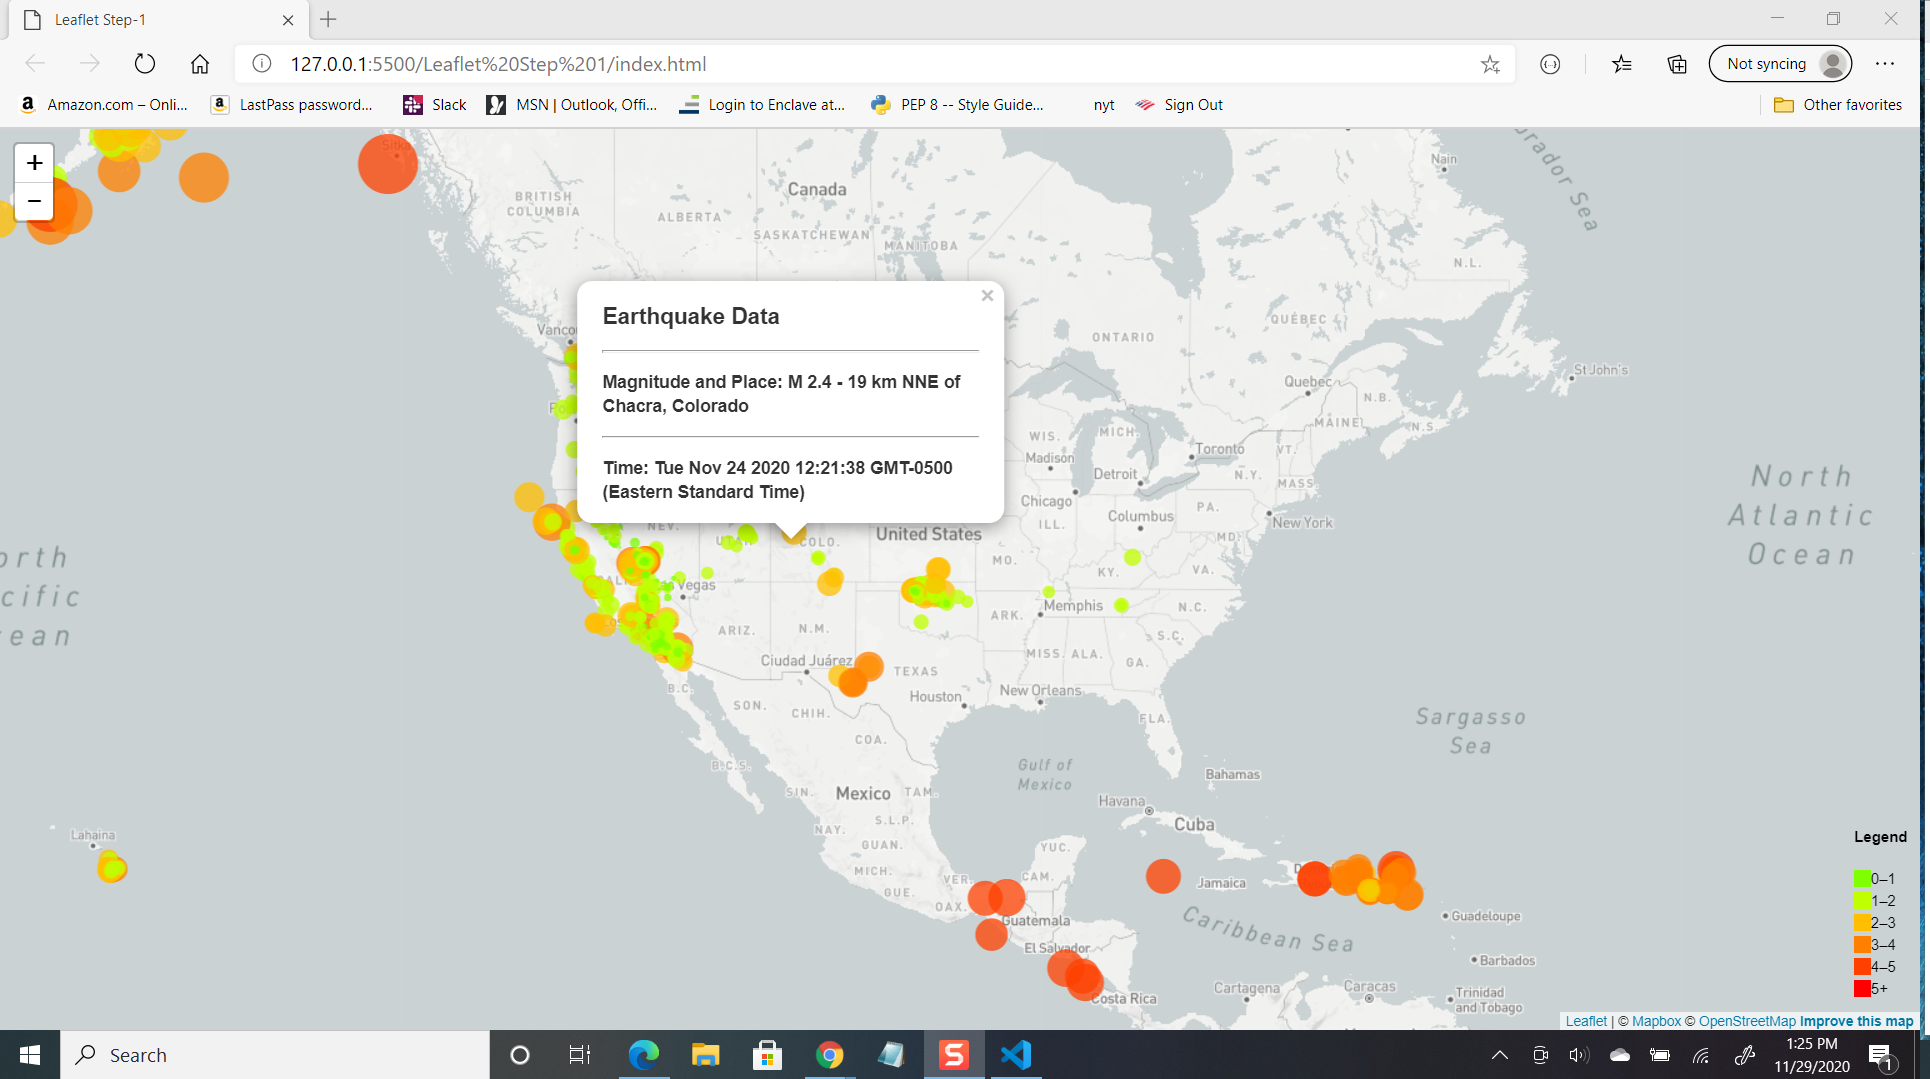 Leaflet Step-1
127.0.0.1:5500/Leaflet%20Step%201/index.html
Not syncing
Amazon.com – Onli...
LastPass password...
Slack
MSN | Outlook, Offi...
Login to Enclave at...
PEP 8 -- Style Guide...
nyt
Sign Out
Other favorites
+
−
Sitka
Canada
BRITISH
COLUMBIA
ALBERTA
SASKATCHEWAN
MANITOBA
Nain
rador Sea
N.L.
ONTARIO
QUÉBEC
St John's
Quebec
N.B.
N.S.
MAINE
Vancou
Earthquake Data
×
Magnitude and Place: M 2.4 - 19 km NNE of
Chacra, Colorado
Time: Tue Nov 24 2020 12:21:38 GMT-0500
(Eastern Standard Time)
WIS.
MICH.
Toronto
VT.
Madison
Detroit
N.Y.
MASS.
Chicago
Columbus
PA.
ILL.
New York
NEV.
COLO.
United States
MD.
MO.
KY.
VA.
Vegas
Memphis
N.C.
ARK.
ARIZ.
N.M.
S.C.
MISS.
ALA.
GA.
Ciudad Juárez
TEXAS
B.C.
Houston
New Orleans
SON.
CHIH.
FLA.
COA.
B.C.S.
Gulf of
Mexico
Bahamas
SIN.
Mexico
TAM.
Havana
Cuba
NAY.
S.L.P.
GUAN.
YUC.
MICH.
VER.
CAM.
GUE.
OAX.
Jamaica
Guatemala
Guadeloupe
El Salvador
Caribbean Sea
Barbados
Costa Rica
Cartagena
Caracas
Trinidad
and Tobago
Lahaina
orth
cific
ean
North
Atlantic
Ocean
Sargasso
Sea
Legend
0–1
1–2
2–3
3–4
4–5
5+
Leaflet | © Mapbox © OpenStreetMap Improve this map
Search
1:25 PM
11/29/2020
1